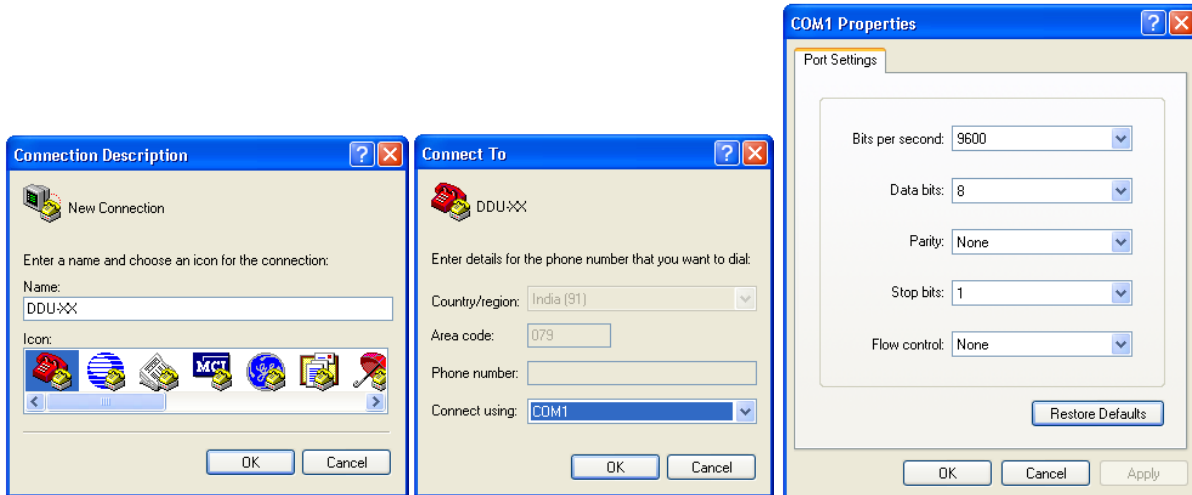 Connection Description
New Connection
Enter a name and choose an icon for the connection:
Name:
DDU-XX
Icon:
MCI
OK
Cancel
Connect To
DDU-XX
Enter details for the phone number that you want to dial:
Country/region: India (91)
Area code: 079
Phone number:
Connect using: COM1
OK
Cancel
COM1 Properties
Port Settings
Bits per second: 9600
Data bits: 8
Parity: None
Stop bits: 1
Flow control: None
Restore Defaults
OK
Cancel
Apply